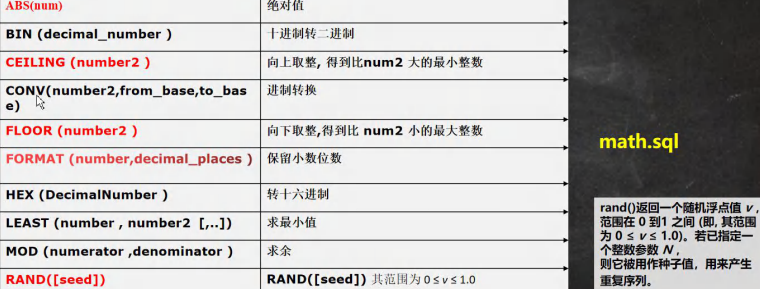 ABS(num) 绝对值
BIN (decimal_number ) 十进制转二进制
CEILING (number2 ) 向上取整, 得到比num2 大的最小整数
CONV(number2,from_base,to_bas
e) 进制转换
FLOOR (number2 ) 向下取整,得到比 num2 小的最大整数
FORMAT (number,decimal_places ) 保留小数位数
HEX (DecimalNumber ) 转十六进制
LEAST (number , number2 [,..]) 求最小值
MOD (numerator ,denominator ) 求余
RAND([seed]) RAND([seed]) 其范围为 0 ≤ v ≤ 1.0
math.sql
rand()返回一个随机浮点值 v ,
范围在 0 到1 之间 (即, 其范围
为 0 ≤ v ≤ 1.0)。若已指定一
个整数参数 N ,
则它被用作种子值，用来产生
重复序列。